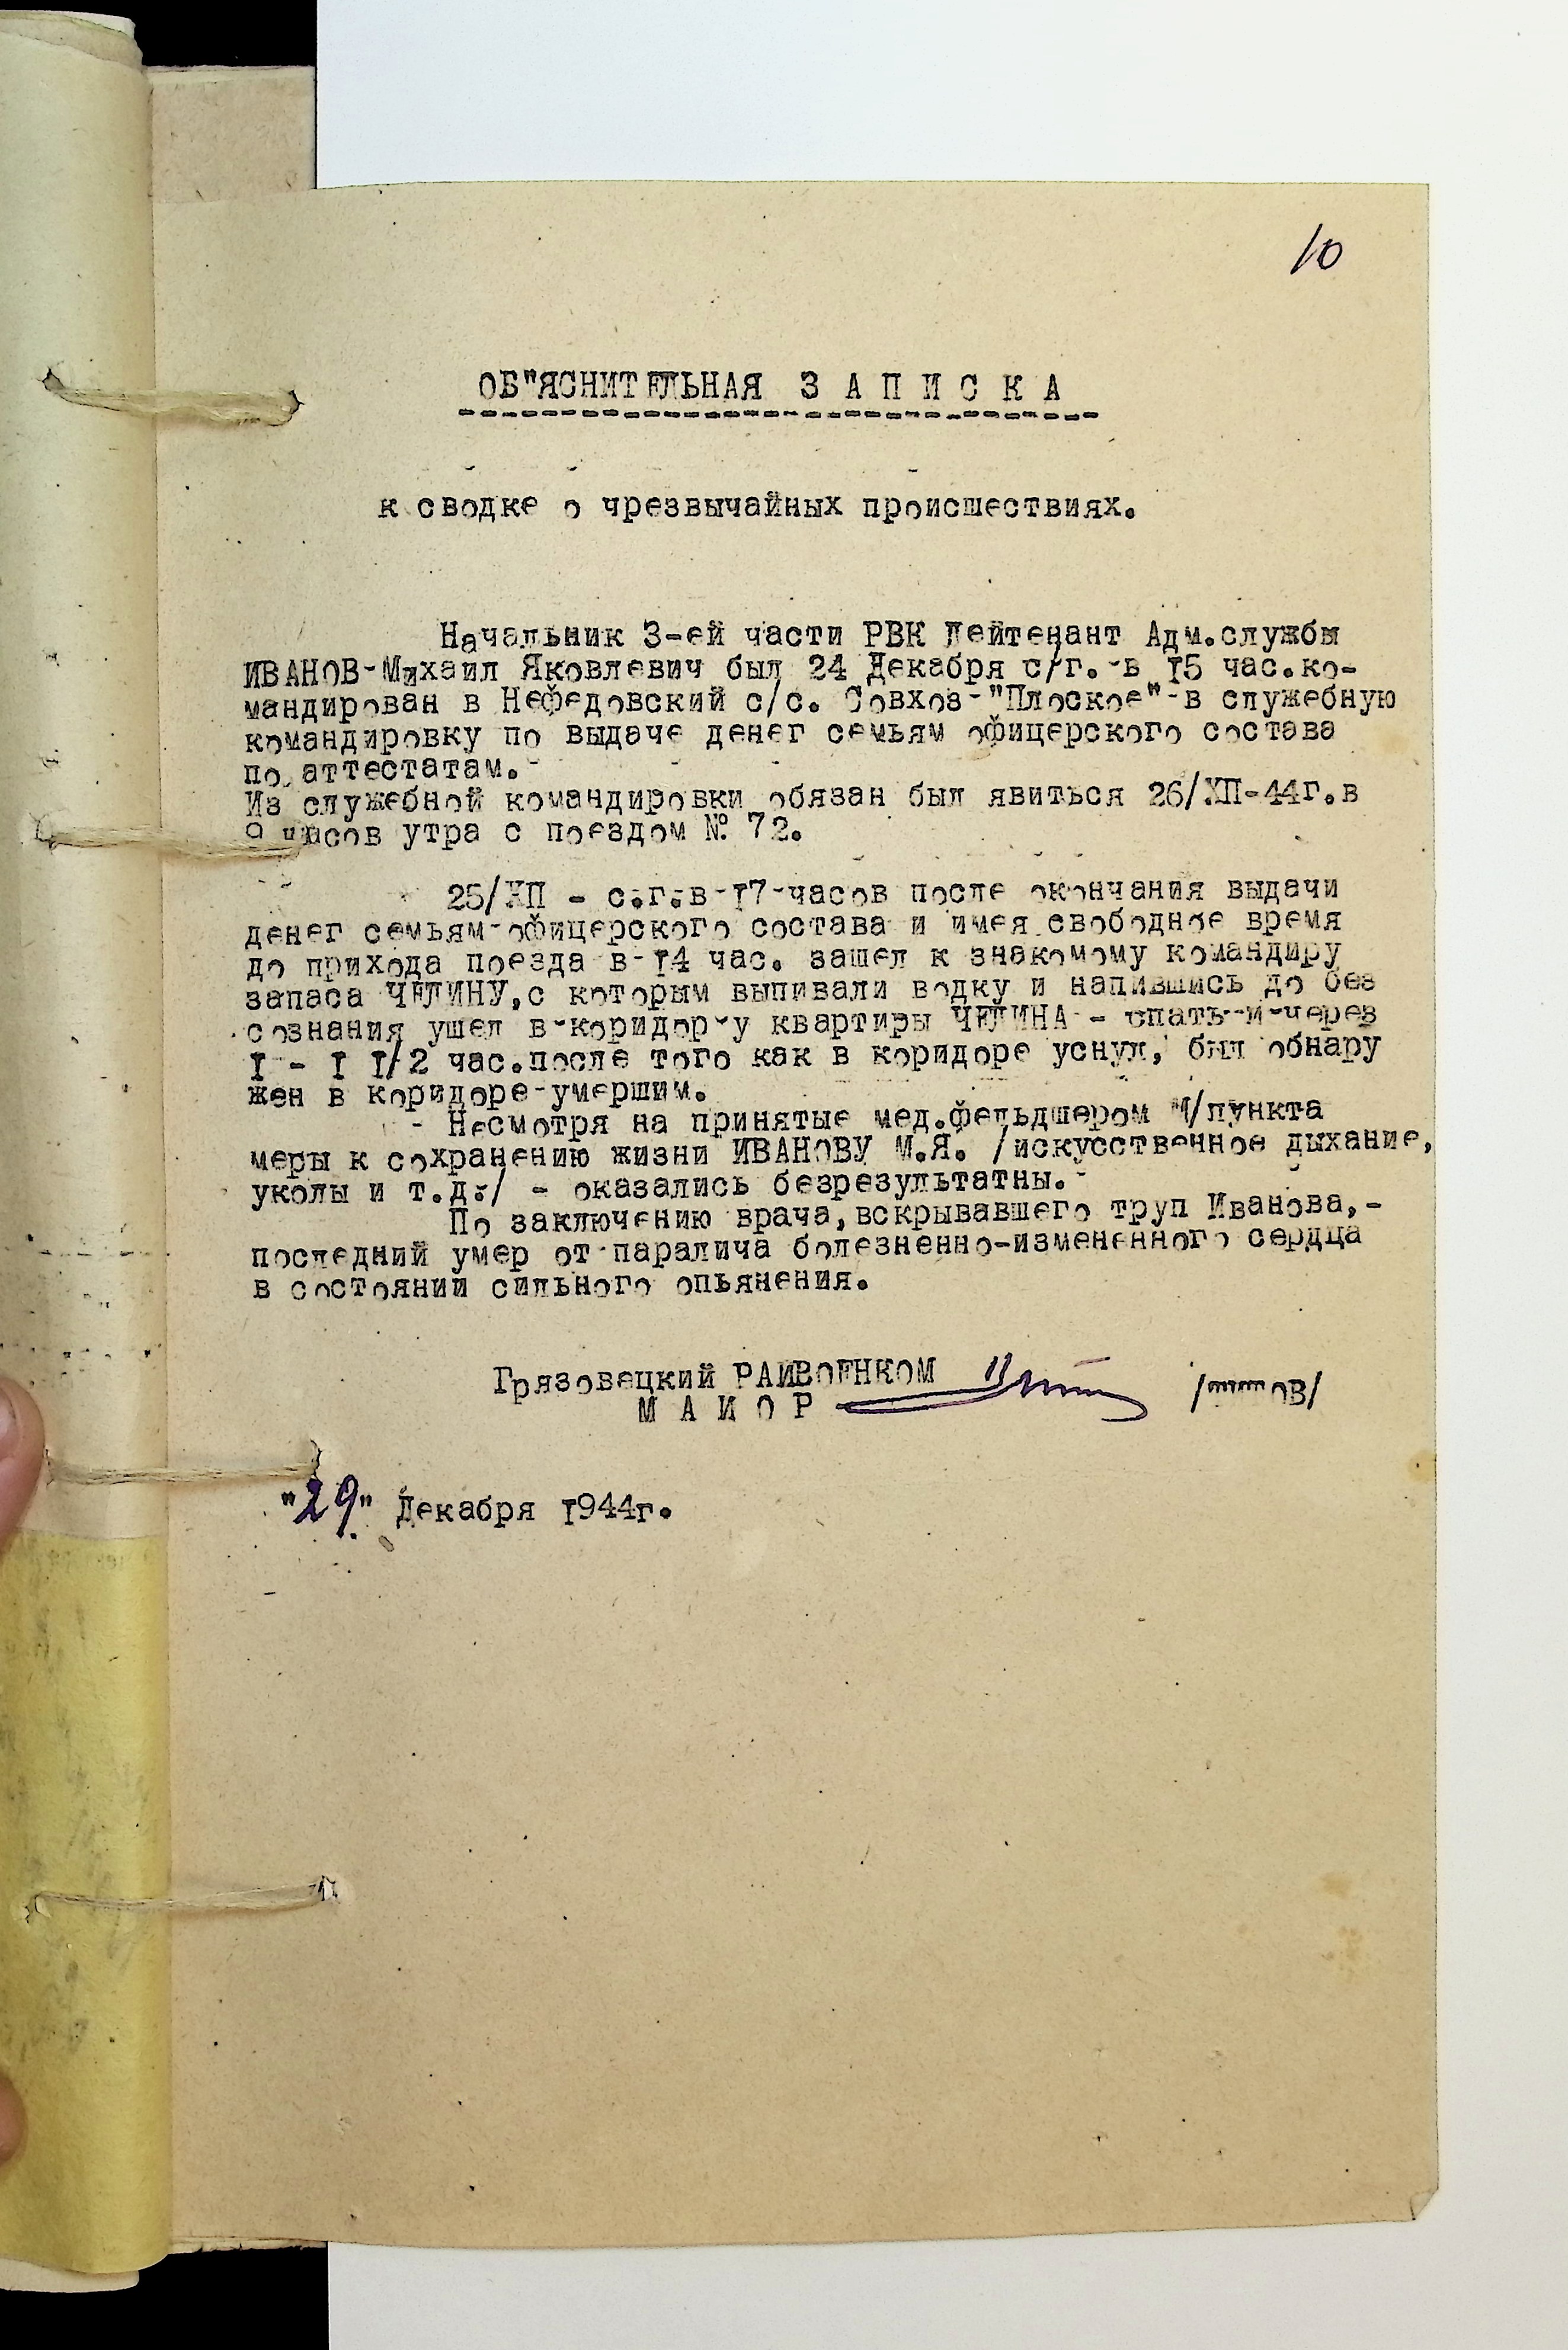 10
ОБ"ЯСНИТЕЛЬНАЯ З А П И С К А
к сводке о чрезвычайных происшествиях.
Начальник 3-ей части РВК Лейтенант Адм.службы
ИВАНОВ-Михаил Яковлевич был 24 Декабря с/г.-в 15 час.ко-
мандирован в Нефедовский с/с. Совхоз-"Плоское"-в служебную
командировку по выдаче денег семьям офицерского состава
по аттестатам.-
Из служебной командировки обязан был явиться 26/ХП-44г.в
9 часов утра с поездом № 72.
25/ХП - с.г.в-17-часов после окончания выдачи
денег семьям-офицерского состава и имея свободное время
до прихода поезда в-14 час. зашел к знакомому командиру
запаса ЧЕЛИНУ,с которым выпивали водку и напившись до без
сознания ушел в-коридор-у квартиры ЧЕЛИНА - спать-и-через
I - I I/2 час.после того как в коридоре уснул, был обнару
жен в коридоре-умершим.
- Несмотря на принятые мед.фельдшером М/пункта
меры к сохранению жизни ИВАНОВУ М.Я. /искусственное дыхание,
уколы и т.д./ - оказались безрезультатны.-
По заключению врача,вскрывавшего труп Иванова,-
последний умер от-паралича болезненно-измененного сердца
в состоянии сильного опьянения.
Грязовецкий РАЙВОЕНКОМ
М А Й О Р
"29" Декабря 1944г.